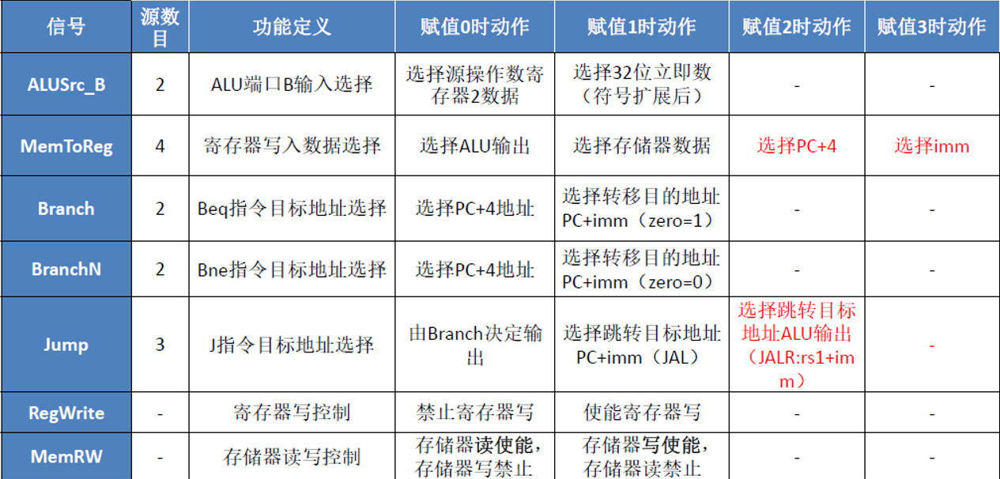 信号 源数目 功能定义 赋值0时动作 赋值1时动作 赋值2时动作 赋值3时动作
ALUSrc_B 2 ALU端口B输入选择 选择源操作数寄存器2数据 选择32位立即数（符号扩展后） - -
MemToReg 4 寄存器写入数据选择 选择ALU输出 选择存储器数据 选择PC+4 选择imm
Branch 2 Beq指令目标地址选择 选择PC+4地址 选择转移目的地址PC+imm（zero=1） - -
BranchN 2 Bne指令目标地址选择 选择PC+4地址 选择转移目的地址PC+imm（zero=0） - -
Jump 3 J指令目标地址选择 由Branch决定输出 选择跳转目标地址PC+imm（JAL） 选择跳转目标地址ALU输出（JALR:rs1+imm） -
RegWrite - 寄存器写控制 禁止寄存器写 使能寄存器写 - -
MemRW - 存储器读写控制 存储器读使能，存储器写禁止 存储器写使能，存储器读禁止 - -